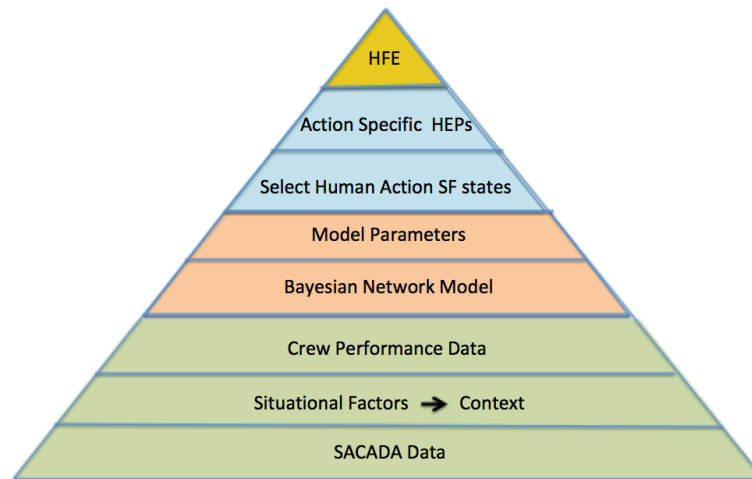 HFE
Action Specific HEPs
Select Human Action SF states
Model Parameters
Bayesian Network Model
Crew Performance Data
Situational Factors → Context
SACADA Data